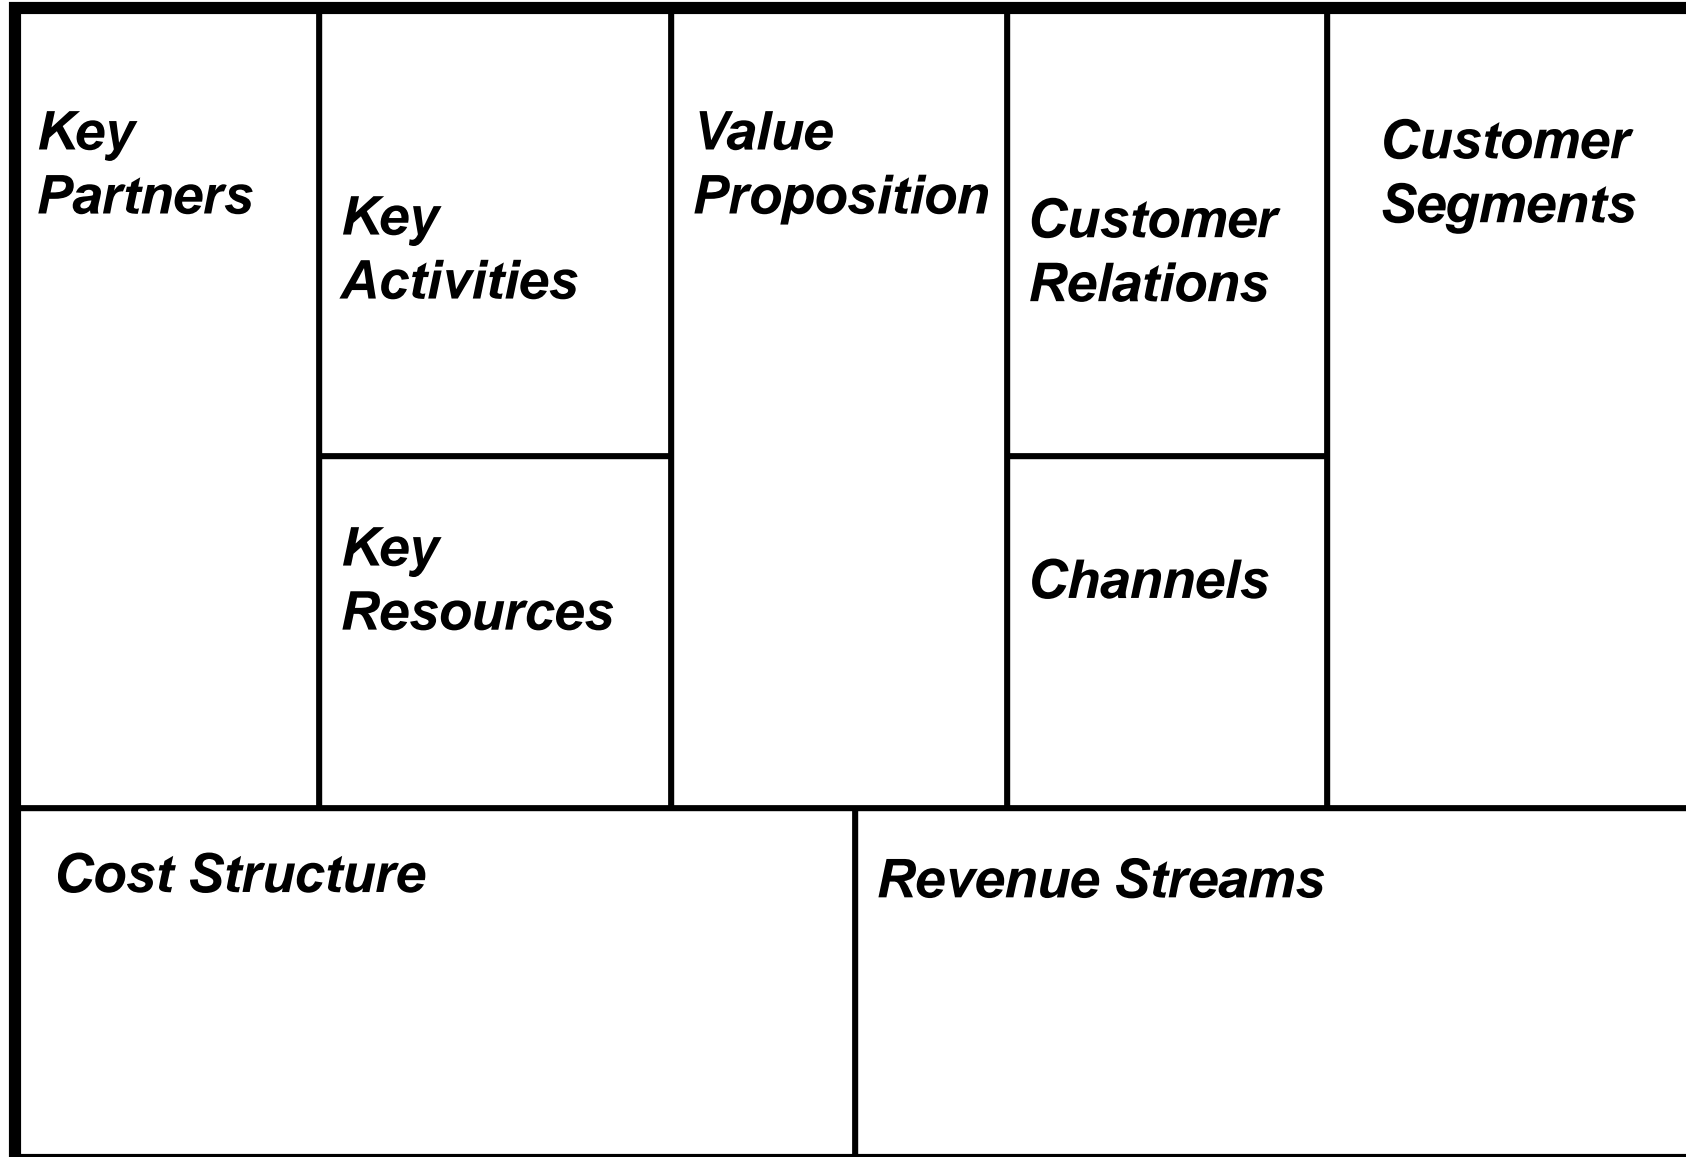 Key
Partners
Key
Activities
Key
Resources
Value
Proposition
Customer
Relations
Channels
Customer
Segments
Cost Structure
Revenue Streams